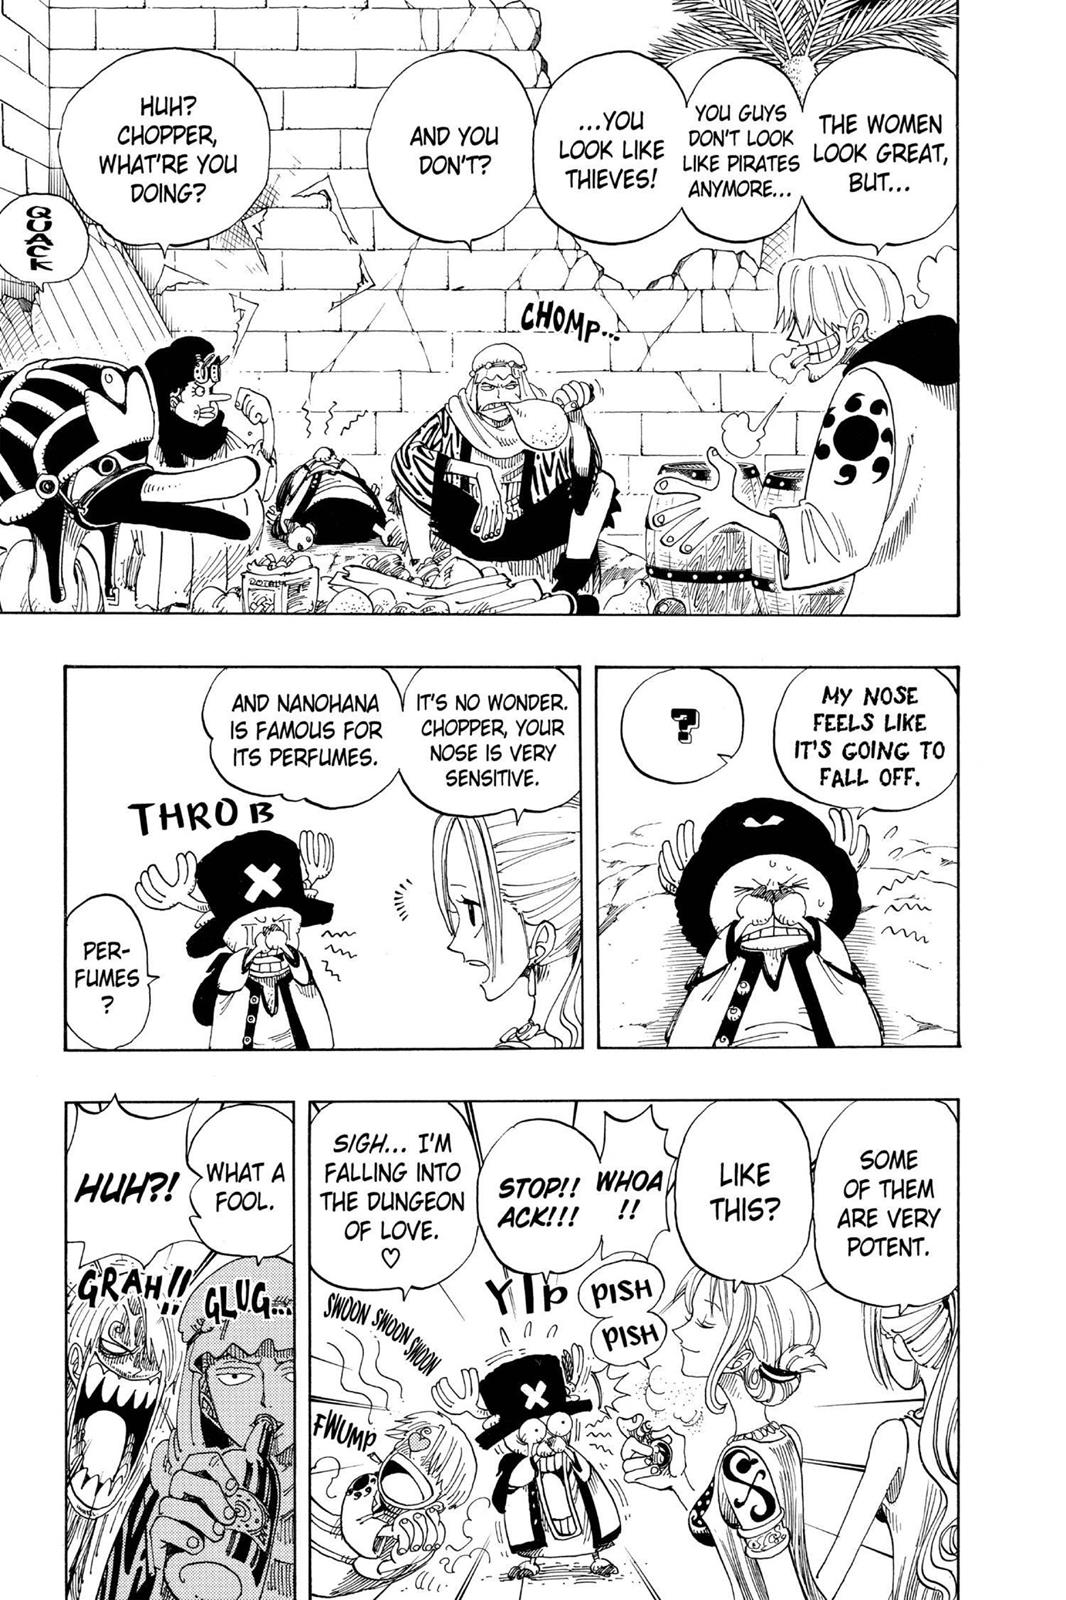 THE WOMEN
LOOK GREAT,
BUT...
YOU GUYS
DON'T LOOK
LIKE PIRATES
ANYMORE...
...YOU
LOOK LIKE
THIEVES!
AND YOU
DON'T?
HUH?
CHOPPER,
WHAT'RE YOU
DOING?
QUACK
CHOMP...
MY NOSE
FEELS LIKE
IT'S GOING TO
FALL OFF.
?
IT'S NO WONDER.
CHOPPER, YOUR
NOSE IS VERY
SENSITIVE.
AND NANOHANA
IS FAMOUS FOR
ITS PERFUMES.
THROB
PER-
FUMES
?
SOME
OF THEM
ARE VERY
POTENT.
LIKE
THIS?
WHOA
!!
STOP!!
ACK!!!
PISH
PISH
YIP
SIGH... I'M
FALLING INTO
THE DUNGEON
OF LOVE.
♡
SWOON SWOON SWOON
FWUMP
WHAT A
FOOL.
GLUG...
HUH?!
GRAH!!